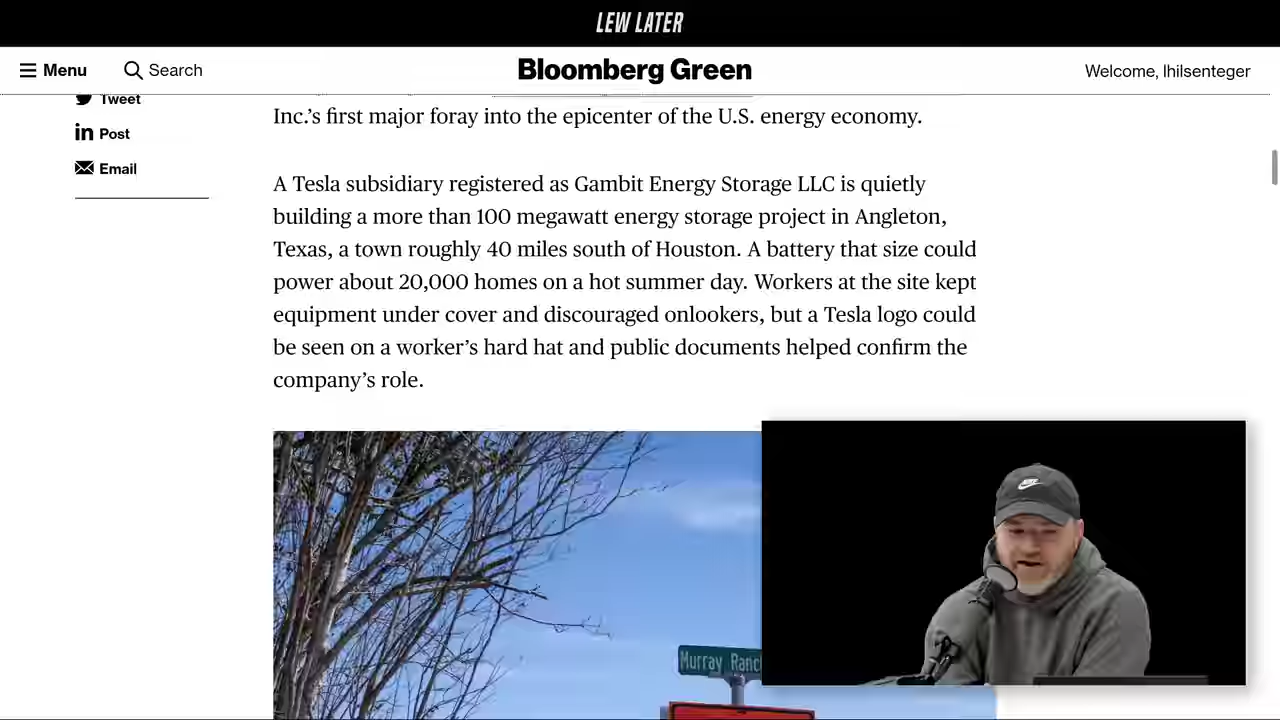 LEW LATER
Menu
Search
Bloomberg Green
Welcome, lhilsenteger
Tweet
Post
Email
Inc.’s first major foray into the epicenter of the U.S. energy economy.
A Tesla subsidiary registered as Gambit Energy Storage LLC is quietly
building a more than 100 megawatt energy storage project in Angleton,
Texas, a town roughly 40 miles south of Houston. A battery that size could
power about 20,000 homes on a hot summer day. Workers at the site kept
equipment under cover and discouraged onlookers, but a Tesla logo could
be seen on a worker’s hard hat and public documents helped confirm the
company’s role.
Murray Ranc